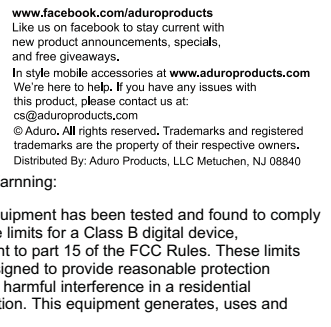 www.facebook.com/aduroproducts
Like us on facebook to stay current with
new product announcements, specials,
and free giveaways.
In style mobile accessories at www.aduroproducts.com
We're here to help. If you have any issues with
this product, please contact us at:
cs@aduroproducts.com
© Aduro. All rights reserved. Trademarks and registered
trademarks are the property of their respective owners.
Distributed By: Aduro Products, LLC Metuchen, NJ 08840
arnning:
uipment has been tested and found to comply
e limits for a Class B digital device,
nt to part 15 of the FCC Rules. These limits
signed to provide reasonable protection
harmful interference in a residential
tion. This equipment generates, uses and